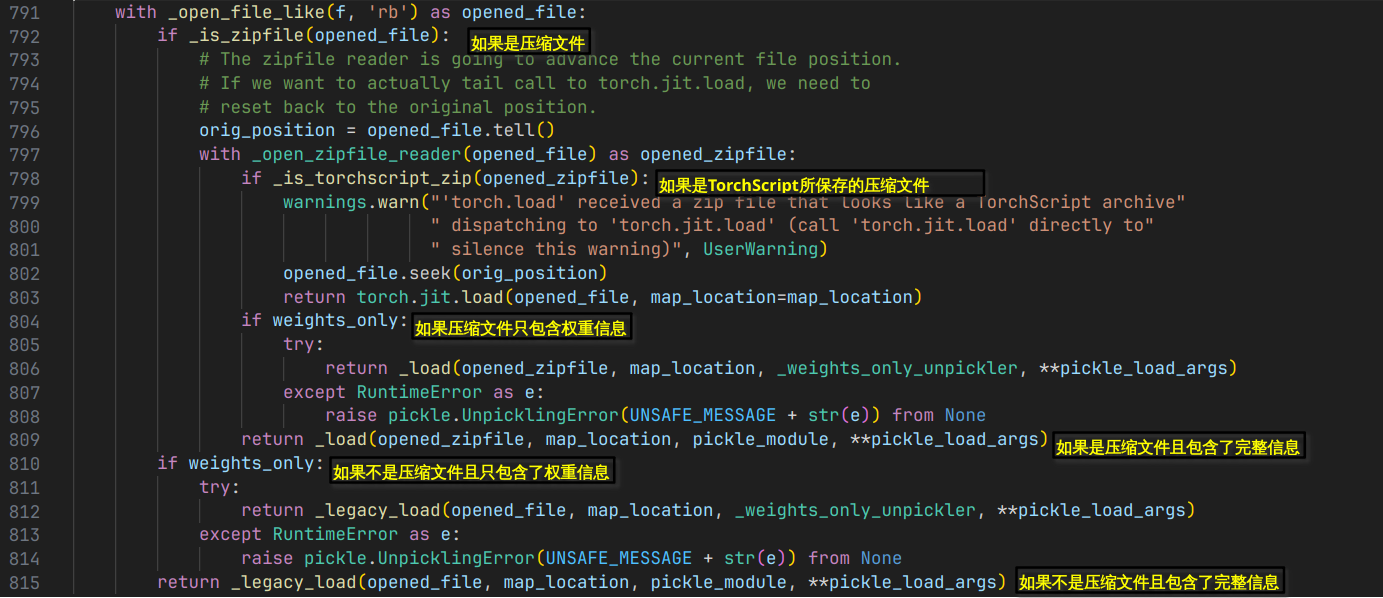 791 with _open_file_like(f, 'rb') as opened_file:
792 if _is_zipfile(opened_file): 如果是压缩文件
793 # The zipfile reader is going to advance the current file position.
794 # If we want to actually tail call to torch.jit.load, we need to
795 # reset back to the original position.
796 orig_position = opened_file.tell()
797 with _open_zipfile_reader(opened_file) as opened_zipfile:
798 if _is_torchscript_zip(opened_zipfile): 如果是TorchScript所保存的压缩文件
799 warnings.warn("'torch.load' received a zip file that looks like a TorchScript archive"
800 " dispatching to 'torch.jit.load' (call 'torch.jit.load' directly to"
801 " silence this warning)", UserWarning)
802 opened_file.seek(orig_position)
803 return torch.jit.load(opened_file, map_location=map_location)
804 if weights_only: 如果压缩文件只包含权重信息
805 try:
806 return _load(opened_zipfile, map_location, _weights_only_unpickler, **pickle_load_args)
807 except RuntimeError as e:
808 raise pickle.UnpicklingError(UNSAFE_MESSAGE + str(e)) from None
809 return _load(opened_zipfile, map_location, pickle_module, **pickle_load_args) 如果是压缩文件且包含了完整信息
810 if weights_only: 如果不是压缩文件且只包含了权重信息
811 try:
812 return _legacy_load(opened_file, map_location, _weights_only_unpickler, **pickle_load_args)
813 except RuntimeError as e:
814 raise pickle.UnpicklingError(UNSAFE_MESSAGE + str(e)) from None
815 return _legacy_load(opened_file, map_location, pickle_module, **pickle_load_args) 如果不是压缩文件且包含了完整信息